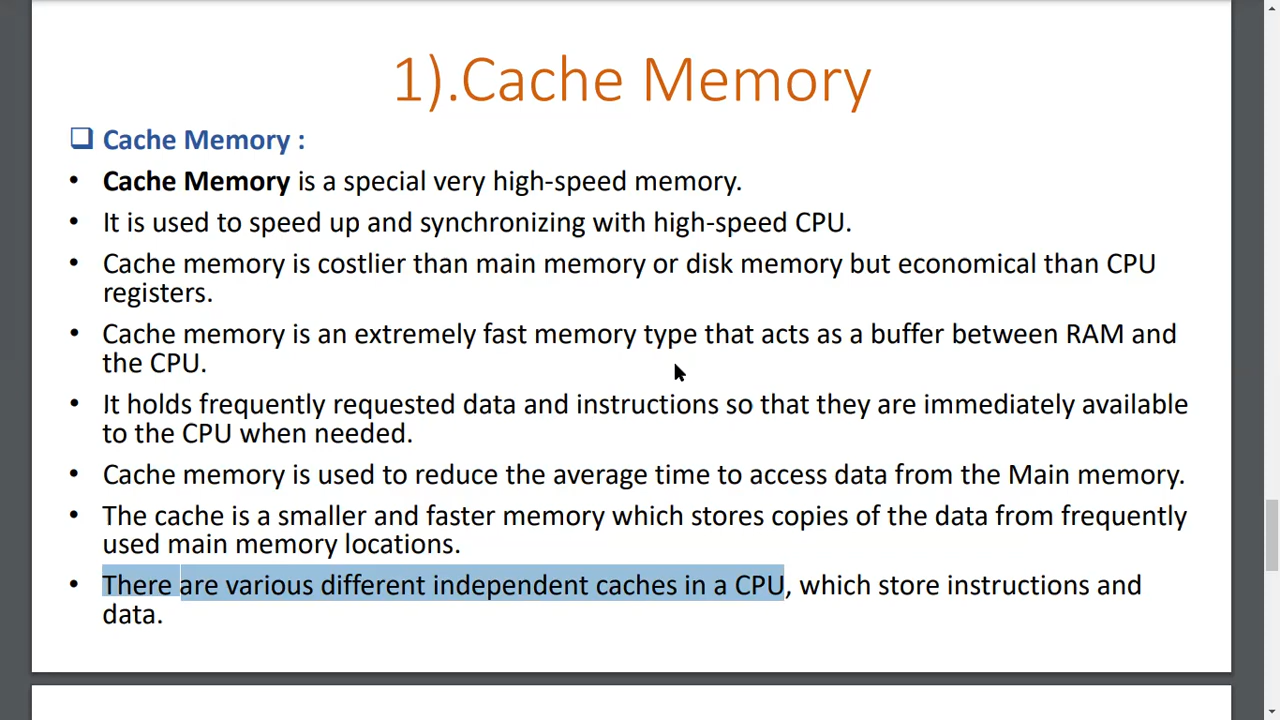 1).Cache Memory
❑ Cache Memory :
• Cache Memory is a special very high-speed memory.
• It is used to speed up and synchronizing with high-speed CPU.
• Cache memory is costlier than main memory or disk memory but economical than CPU
registers.
• Cache memory is an extremely fast memory type that acts as a buffer between RAM and
the CPU.
• It holds frequently requested data and instructions so that they are immediately available
to the CPU when needed.
• Cache memory is used to reduce the average time to access data from the Main memory.
• The cache is a smaller and faster memory which stores copies of the data from frequently
used main memory locations.
• There are various different independent caches in a CPU, which store instructions and
data.